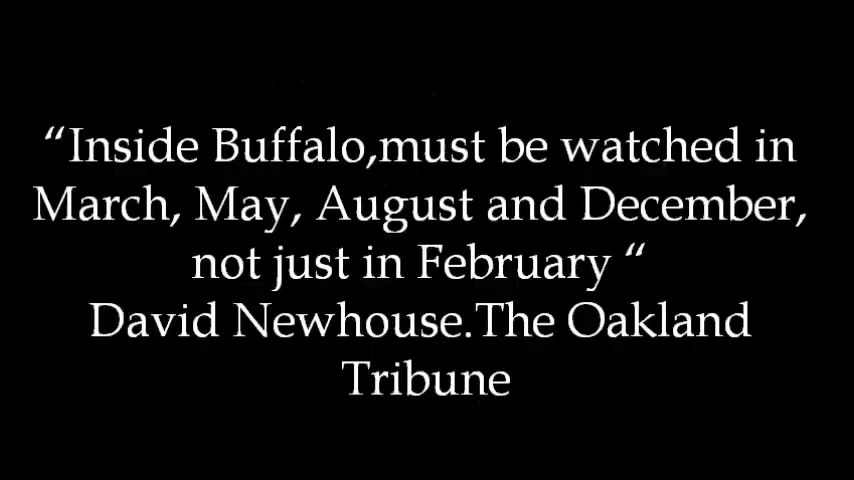 “Inside Buffalo,must be watched in
March, May, August and December,
not just in February “
David Newhouse.The Oakland
Tribune